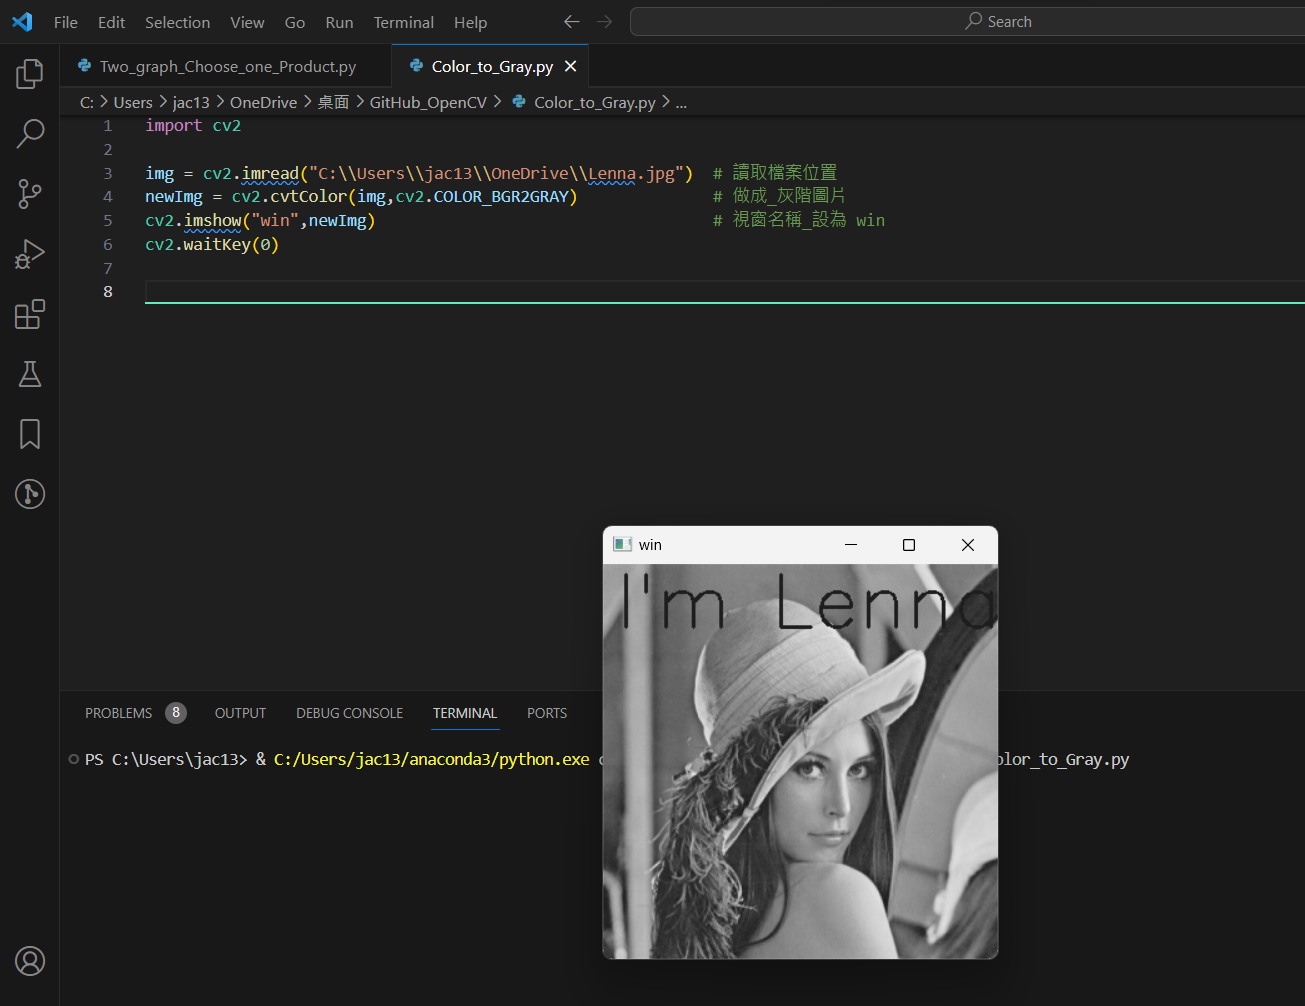 File Edit Selection View Go Run Terminal Help Search
Two_graph_Choose_one_Product.py Color_to_Gray.py
C: > Users > jac13 > OneDrive > 桌面 > GitHub_OpenCV > Color_to_Gray.py > ...
1 import cv2
2
3 img = cv2.imread("C:\\Users\\jac13\\OneDrive\\Lenna.jpg") # 讀取檔案位置
4 newImg = cv2.cvtColor(img,cv2.COLOR_BGR2GRAY) # 做成_灰階圖片
5 cv2.imshow("win",newImg) # 視窗名稱_設為 win
6 cv2.waitKey(0)
7
8
win
I'm Lenna
PROBLEMS 8 OUTPUT DEBUG CONSOLE TERMINAL PORTS
PS C:\Users\jac13> & C:/Users/jac13/anaconda3/python.exe olor_to_Gray.py